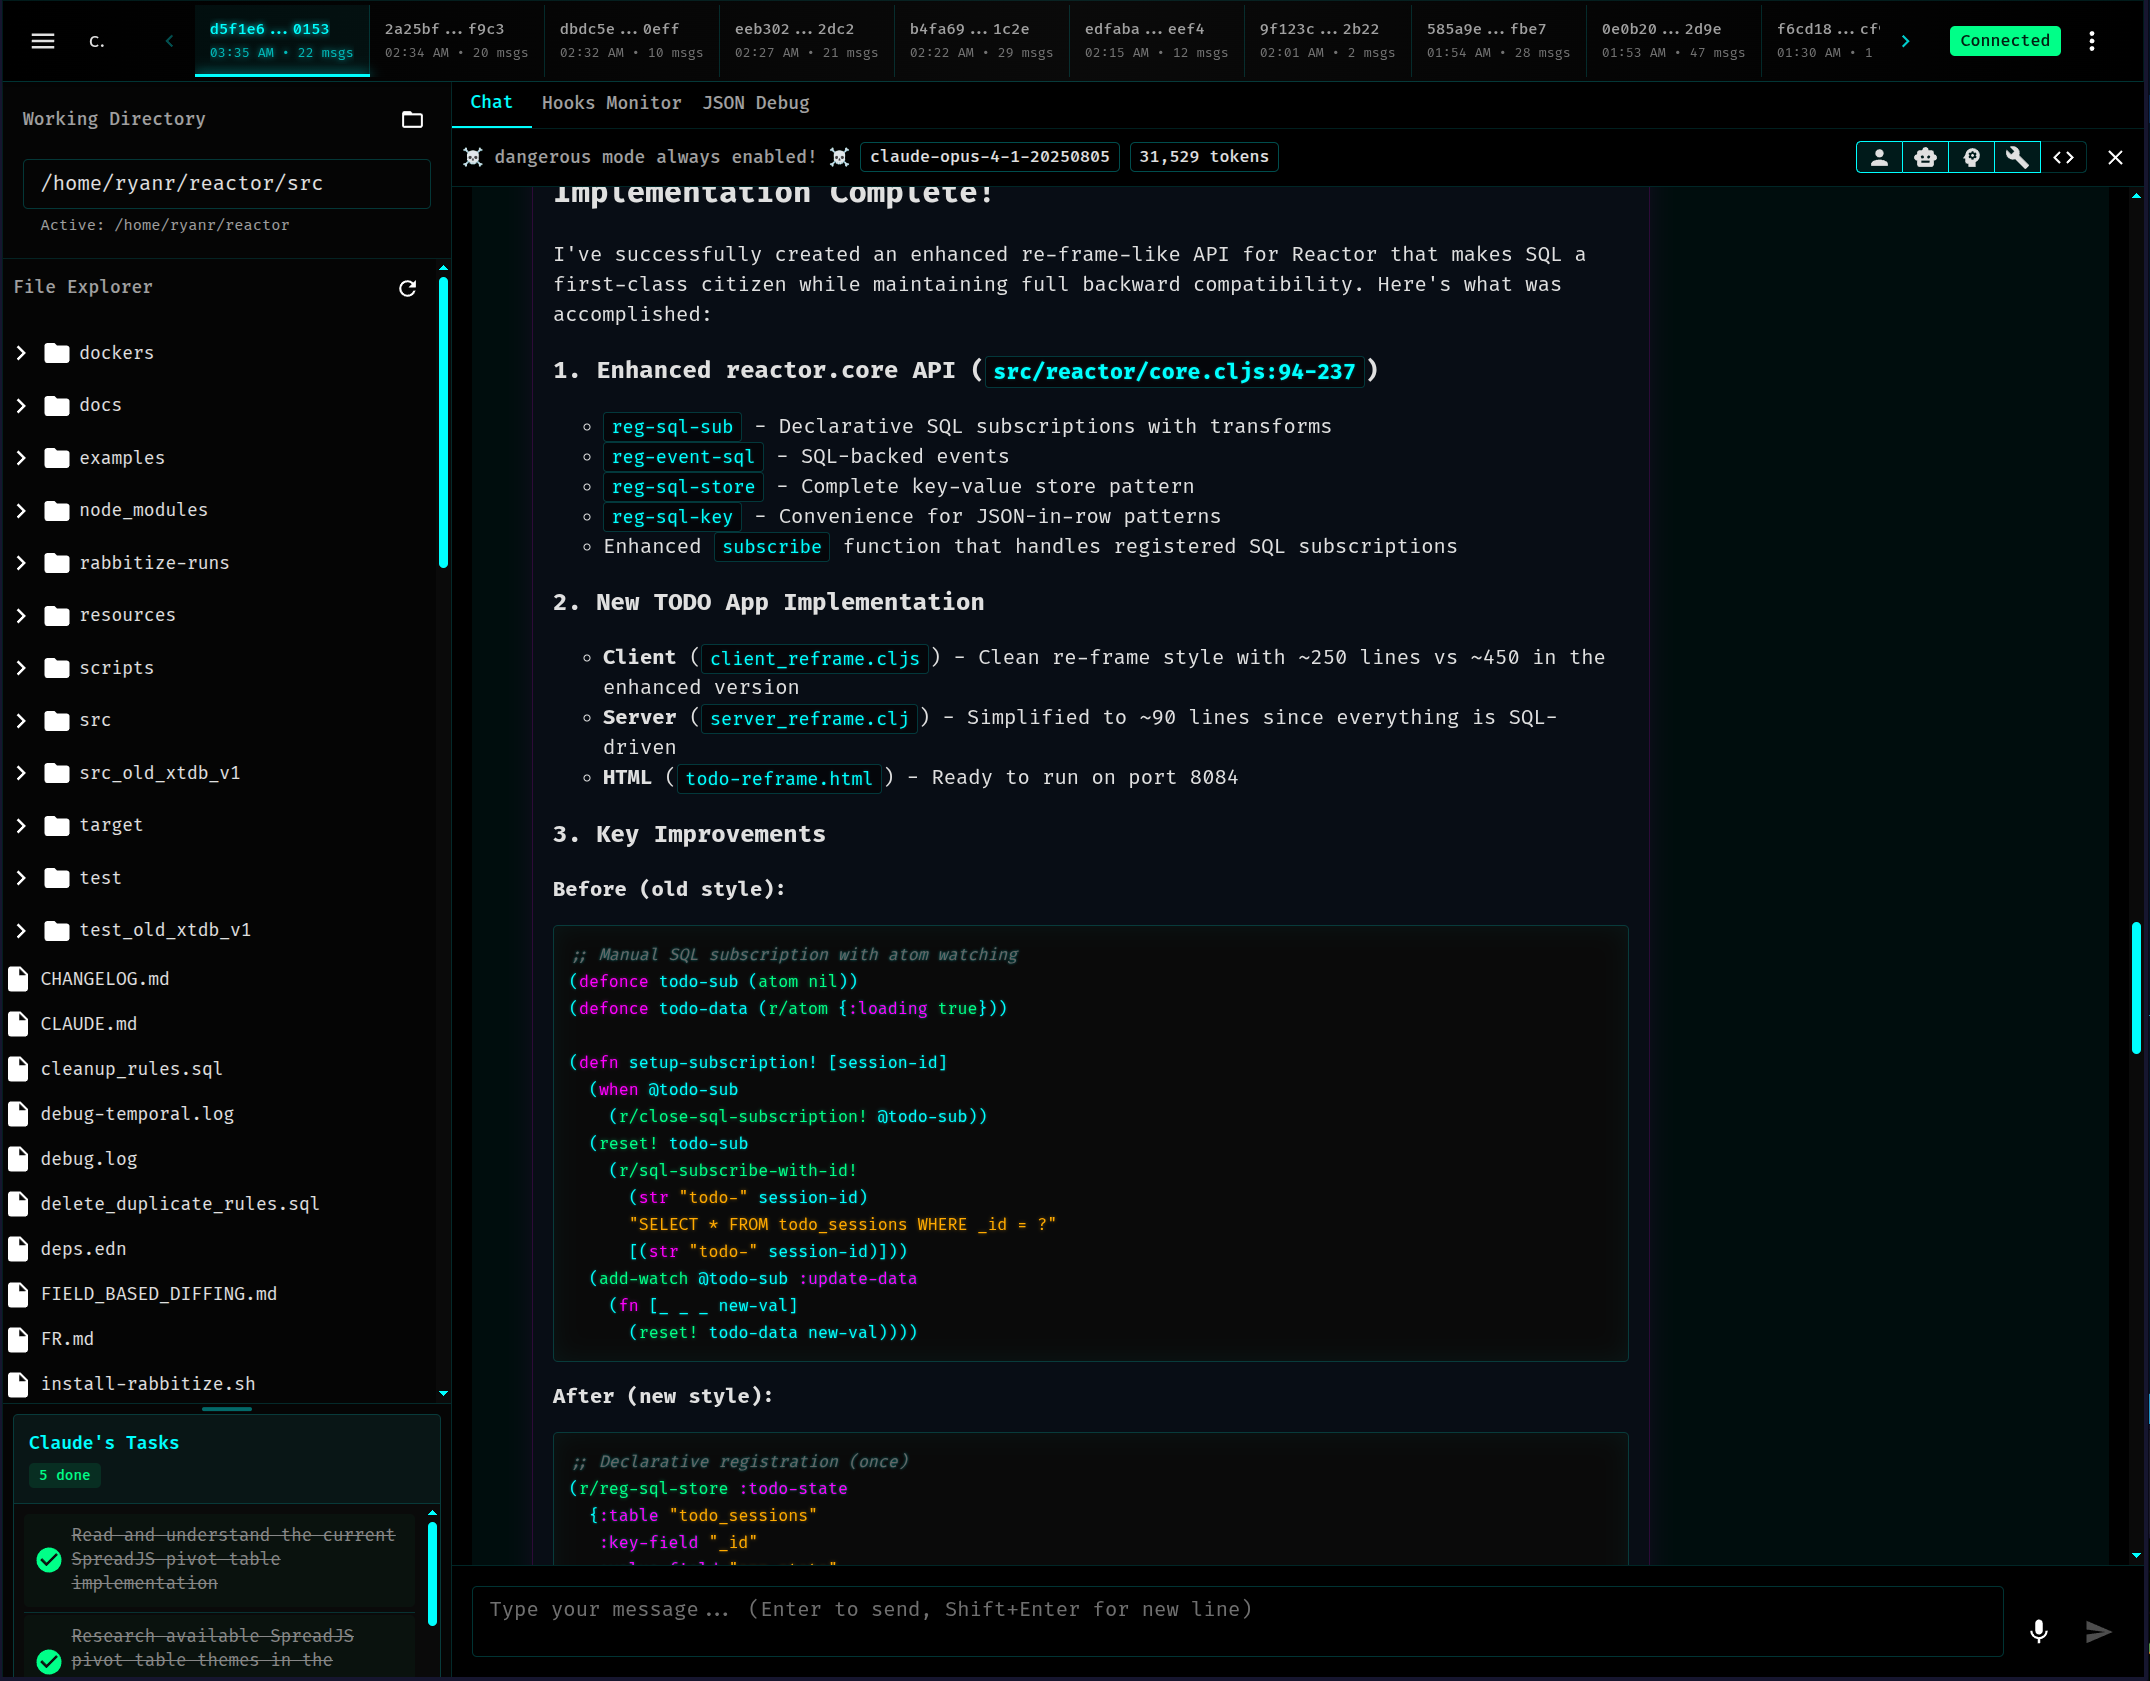 C.
d5f1e6...0153
03:35 AM • 22 msgs
2a25bf...f9c3
02:34 AM • 20 msgs
dbdc5e...0eff
02:32 AM • 10 msgs
eeb302...2dc2
02:27 AM • 21 msgs
b4fa69...1c2e
02:22 AM • 29 msgs
edfaba...eef4
02:15 AM • 12 msgs
9f123c...2b22
02:01 AM • 2 msgs
585a9e...fbe7
01:54 AM • 28 msgs
0e0b20...2d9e
01:53 AM • 47 msgs
f6cd18...cf
01:30 AM • 1
Connected
Working Directory
/home/ryanr/reactor/src
Active: /home/ryanr/reactor
File Explorer
dockers
docs
examples
node_modules
rabbitize-runs
resources
scripts
src
src_old_xtdb_v1
target
test
test_old_xtdb_v1
CHANGELOG.md
CLAUDE.md
cleanup_rules.sql
debug-temporal.log
debug.log
delete_duplicate_rules.sql
deps.edn
FIELD_BASED_DIFFING.md
FR.md
install-rabbitize.sh
Claude's Tasks
5 done
Read and understand the current
SpreadJS pivot table
implementation
Research available SpreadJS
pivot table themes in the
Chat Hooks Monitor JSON Debug
☠ dangerous mode always enabled! ☠ claude-opus-4-1-20250805 31,529 tokens
Implementation Complete!
I've successfully created an enhanced re-frame-like API for Reactor that makes SQL a
first-class citizen while maintaining full backward compatibility. Here's what was
accomplished:
1. Enhanced reactor.core API (src/reactor/core.cljs:94-237)
◦ reg-sql-sub - Declarative SQL subscriptions with transforms
◦ reg-event-sql - SQL-backed events
◦ reg-sql-store - Complete key-value store pattern
◦ reg-sql-key - Convenience for JSON-in-row patterns
◦ Enhanced subscribe function that handles registered SQL subscriptions
2. New TODO App Implementation
◦ Client (client_reframe.cljs) - Clean re-frame style with ~250 lines vs ~450 in the
enhanced version
◦ Server (server_reframe.clj) - Simplified to ~90 lines since everything is SQL-
driven
◦ HTML (todo-reframe.html) - Ready to run on port 8084
3. Key Improvements
Before (old style):
;; Manual SQL subscription with atom watching
(defonce todo-sub (atom nil))
(defonce todo-data (r/atom {:loading true}))
(defn setup-subscription! [session-id]
(when @todo-sub
(r/close-sql-subscription! @todo-sub))
(reset! todo-sub
(r/sql-subscribe-with-id!
(str "todo-" session-id)
"SELECT * FROM todo_sessions WHERE _id = ?"
[(str "todo-" session-id)]))
(add-watch @todo-sub :update-data
(fn [_ _ _ new-val]
(reset! todo-data new-val))))
After (new style):
;; Declarative registration (once)
(r/reg-sql-store :todo-state
{:table "todo_sessions"
:key-field "_id"
Type your message... (Enter to send, Shift+Enter for new line)